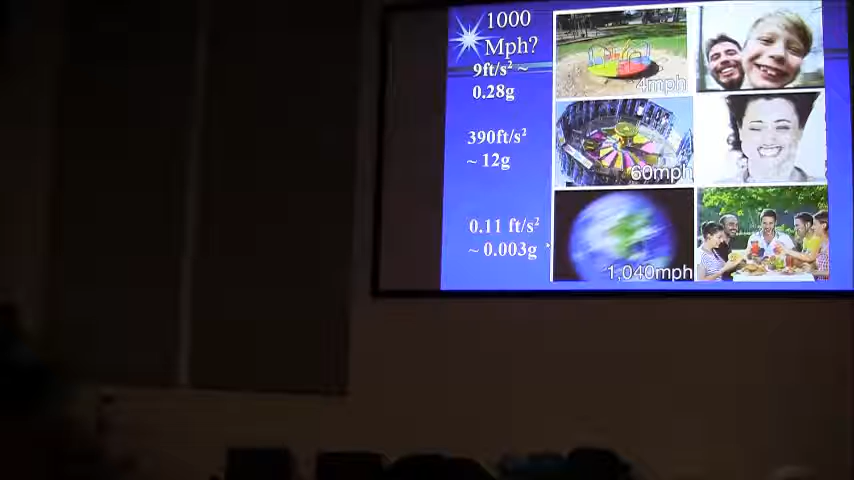 1000
Mph?
9ft/s² ~
0.28g
4mph
390ft/s²
~ 12g
60mph
0.11 ft/s²
~ 0.003g
1,040mph